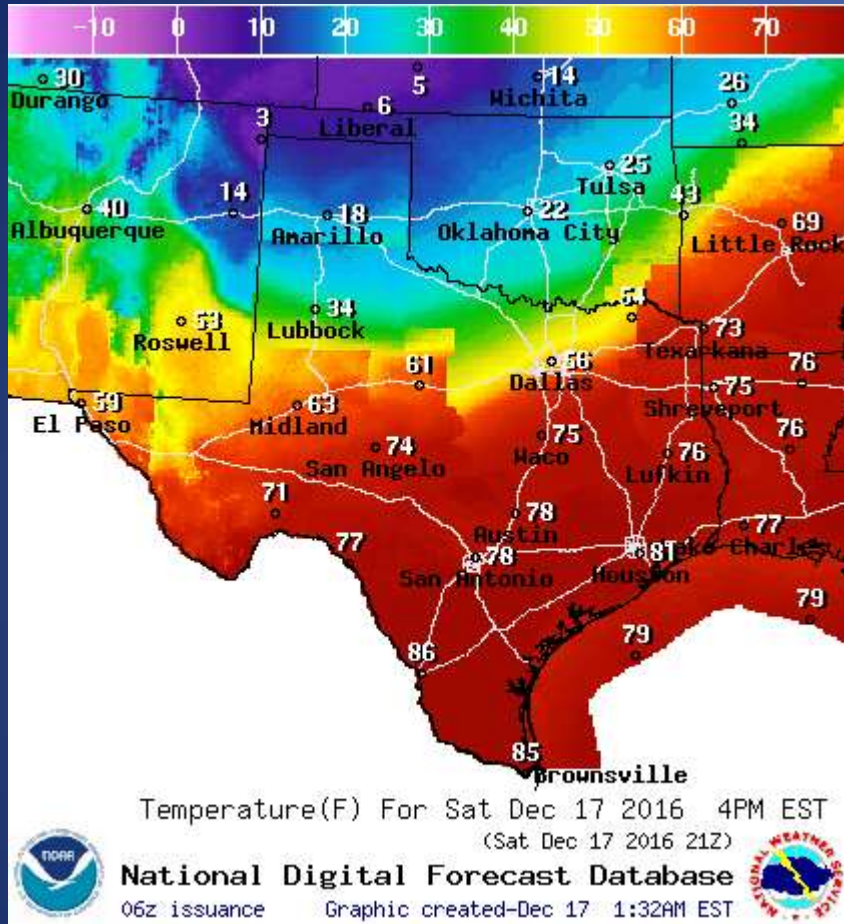 -10 0 10 20 30 40 50 60 70
30 5 14 26
Durango 6 Wichita
3 Liberal 34
25
14 Tulsa
40 18 22 43 69
Albuquerque Amarillo Oklahoma City Little Rock
53 34 54
Roswell Lubbock 73
Texarkana
61 56 76
Dallas 75
59 63 Shreveport
El Paso Midland
74 75 76 76
San Angelo Waco Lufkin
71 78 77
77 Austin Lake Charles
78 81
San Antonio Houston
79
86 79
85
Brownsville
Temperature(F) For Sat Dec 17 2016 4PM EST
(Sat Dec 17 2016 21Z)
NOAA
National Digital Forecast Database
06z issuance Graphic created-Dec 17 1:32AM EST
NATIONAL WEATHER SERVICE